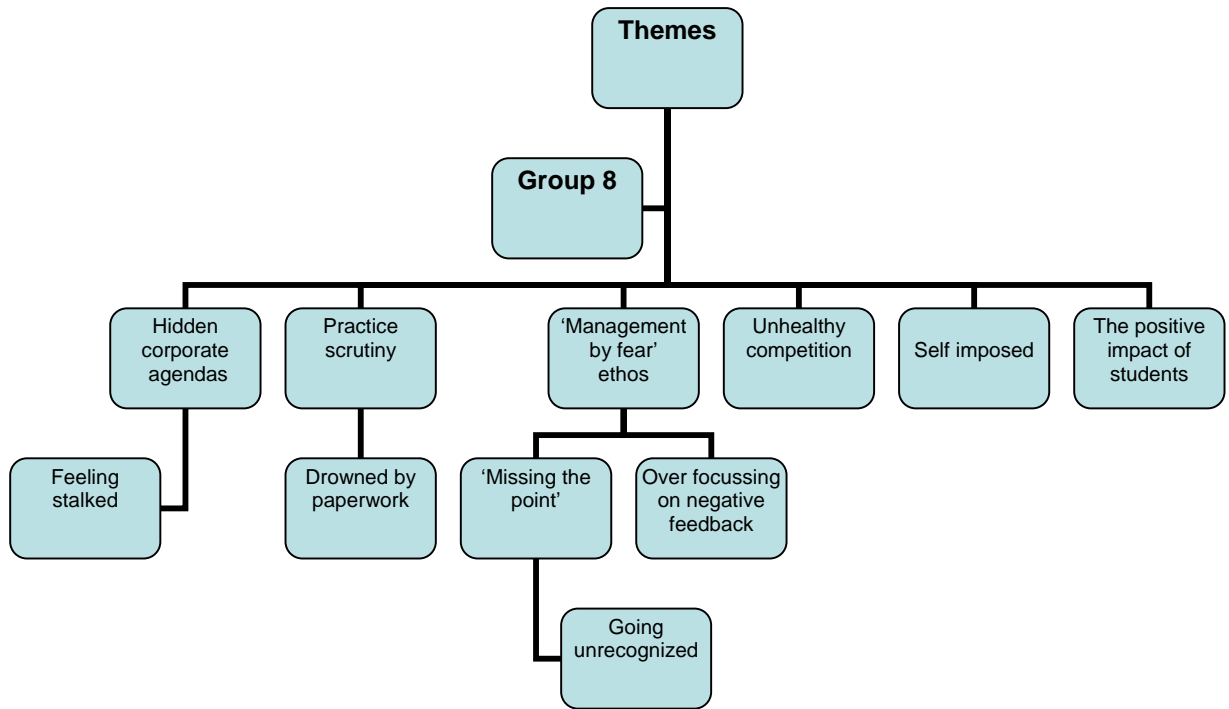 Themes
Group 8
Hidden
corporate
agendas
Practice
scrutiny
‘Management
by fear’
ethos
Unhealthy
competition
Self imposed
The positive
impact of
students
Feeling
stalked
Drowned by
paperwork
‘Missing the
point’
Over focussing
on negative
feedback
Going
unrecognized